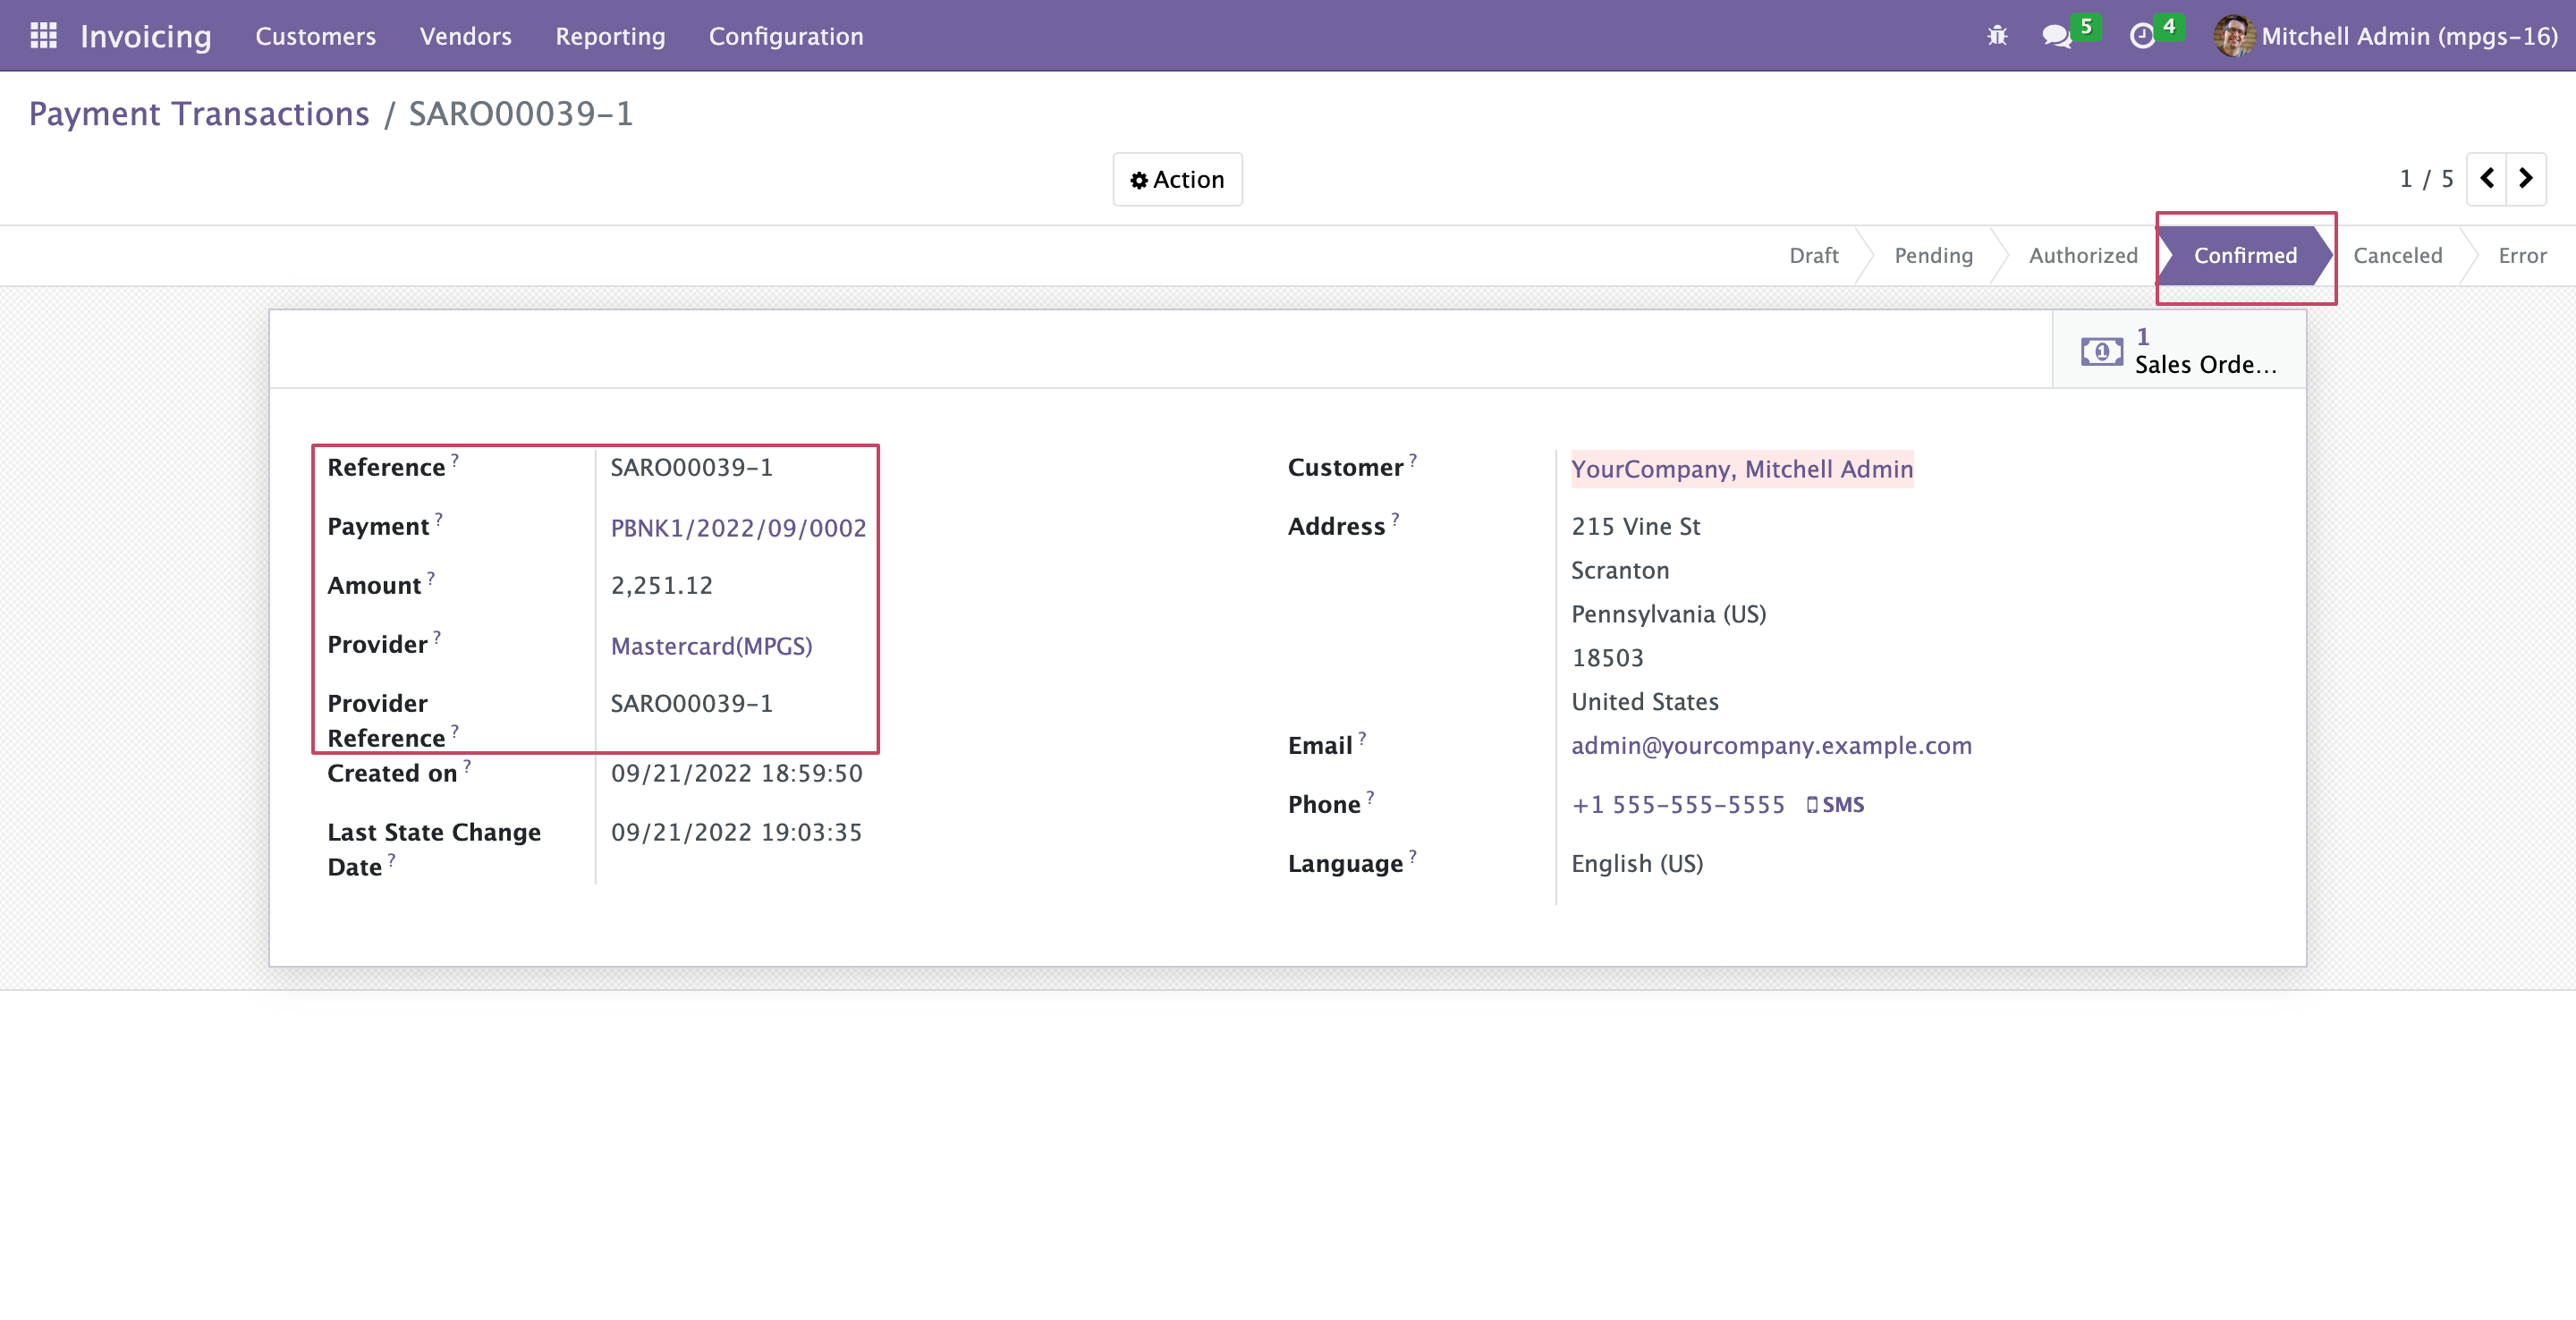 Invoicing Customers Vendors Reporting Configuration 5 4 Mitchell Admin (mpgs-16)
Payment Transactions / SARO00039-1
Action
1 / 5
Draft Pending Authorized Confirmed Canceled Error
1
Sales Orde...
Reference ? SARO00039-1
Payment ? PBNK1/2022/09/0002
Amount ? 2,251.12
Provider ? Mastercard(MPGS)
Provider
Reference ? SARO00039-1
Created on ? 09/21/2022 18:59:50
Last State Change
Date ? 09/21/2022 19:03:35
Customer ? YourCompany, Mitchell Admin
Address ? 215 Vine St
Scranton
Pennsylvania (US)
18503
United States
Email ? admin@yourcompany.example.com
Phone ? +1 555-555-5555 SMS
Language ? English (US)